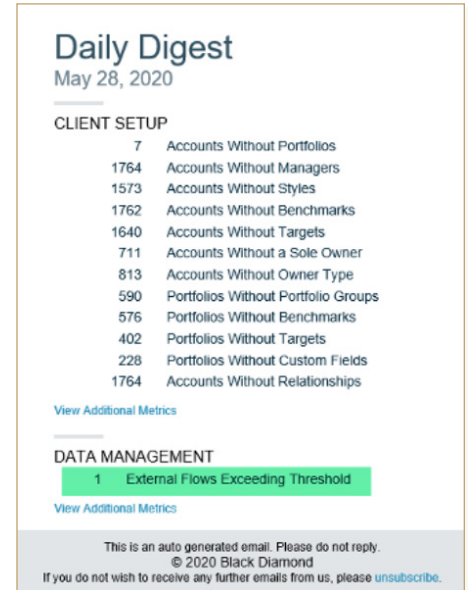 Daily Digest
May 28, 2020
CLIENT SETUP
7 Accounts Without Portfolios
1764 Accounts Without Managers
1573 Accounts Without Styles
1762 Accounts Without Benchmarks
1640 Accounts Without Targets
711 Accounts Without a Sole Owner
813 Accounts Without Owner Type
590 Portfolios Without Portfolio Groups
576 Portfolios Without Benchmarks
402 Portfolios Without Targets
228 Portfolios Without Custom Fields
1764 Accounts Without Relationships
View Additional Metrics
DATA MANAGEMENT
1 External Flows Exceeding Threshold
View Additional Metrics
This is an auto generated email. Please do not reply.
© 2020 Black Diamond
If you do not wish to receive any further emails from us, please unsubscribe.